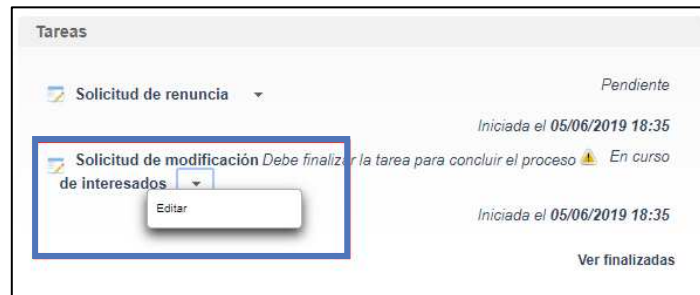 Tareas
Solicitud de renuncia Pendiente
Iniciada el 05/06/2019 18:35
Solicitud de modificación Debe finalizar la tarea para concluir el proceso En curso
de interesados
Editar
Iniciada el 05/06/2019 18:35
Ver finalizadas